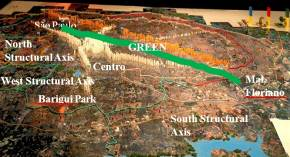 São Paulo
North
Structural Axis
GREEN
Centro
West Structural Axis
Mal.
Floriano
Barigui Park
South Structural
Axis